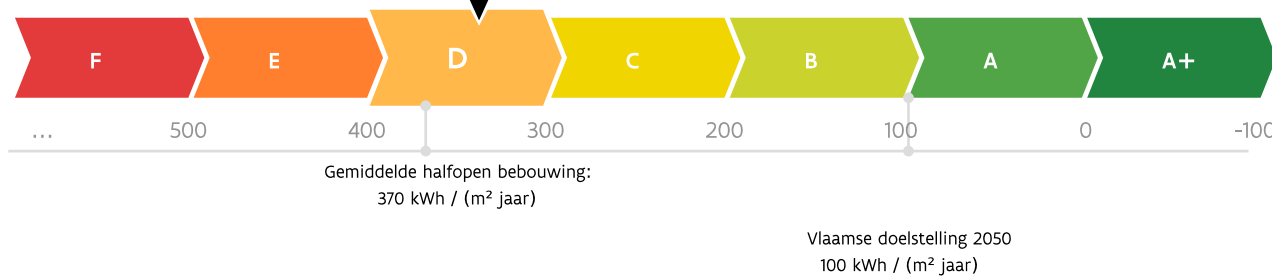 F E D C B A A+
... 500 400 300 200 100 0 -100
Gemiddelde halfopen bebouwing:
370 kWh / (m² jaar)
Vlaamse doelstelling 2050
100 kWh / (m² jaar)